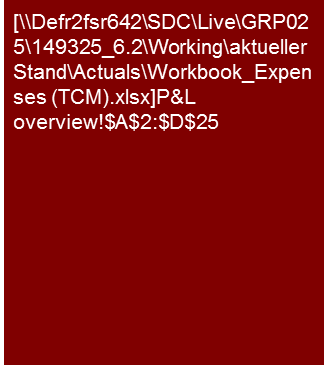 [\\Defr2fsr642\SDC\Live\GRP02
5\149325_6.2\Working\aktueller
Stand\Actuals\Workbook_Expen
ses (TCM).xlsx]P&L
overview!$A$2:$D$25